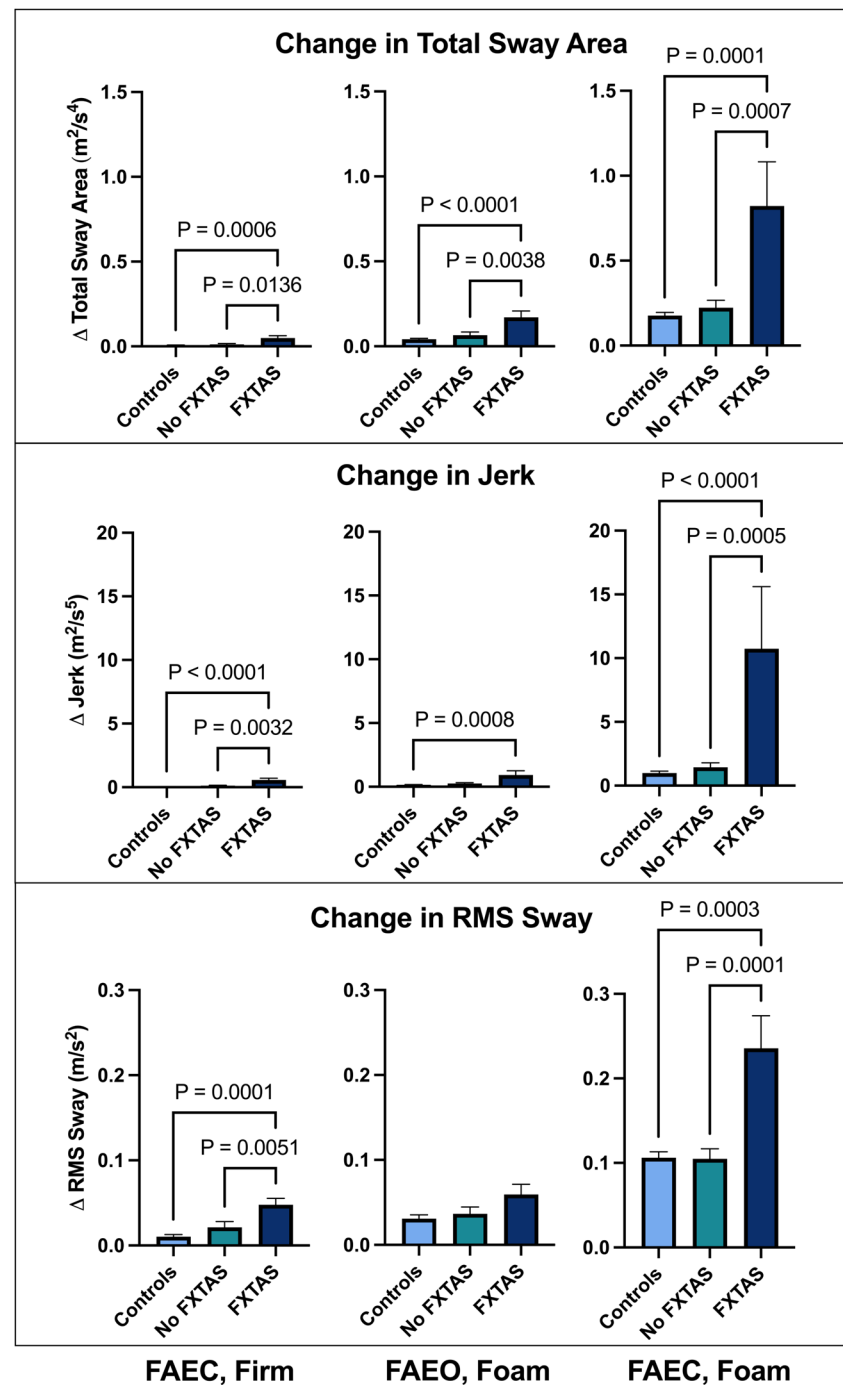 Change in Total Sway Area
Δ Total Sway Area (m²/s⁴)
1.5
1.0
0.5
0.0
P = 0.0006
P = 0.0136
Controls
No FXTAS
FXTAS
1.5
1.0
0.5
0.0
P < 0.0001
P = 0.0038
Controls
No FXTAS
FXTAS
1.5
1.0
0.5
0.0
P = 0.0001
P = 0.0007
Controls
No FXTAS
FXTAS
Change in Jerk
Δ Jerk (m²/s⁵)
20
15
10
5
0
P < 0.0001
P = 0.0032
Controls
No FXTAS
FXTAS
20
15
10
5
0
P = 0.0008
Controls
No FXTAS
FXTAS
20
15
10
5
0
P < 0.0001
P = 0.0005
Controls
No FXTAS
FXTAS
Change in RMS Sway
Δ RMS Sway (m/s²)
0.3
0.2
0.1
0.0
P = 0.0001
P = 0.0051
Controls
No FXTAS
FXTAS
0.3
0.2
0.1
0.0
Controls
No FXTAS
FXTAS
0.3
0.2
0.1
0.0
P = 0.0003
P = 0.0001
Controls
No FXTAS
FXTAS
FAEC, Firm
FAEO, Foam
FAEC, Foam